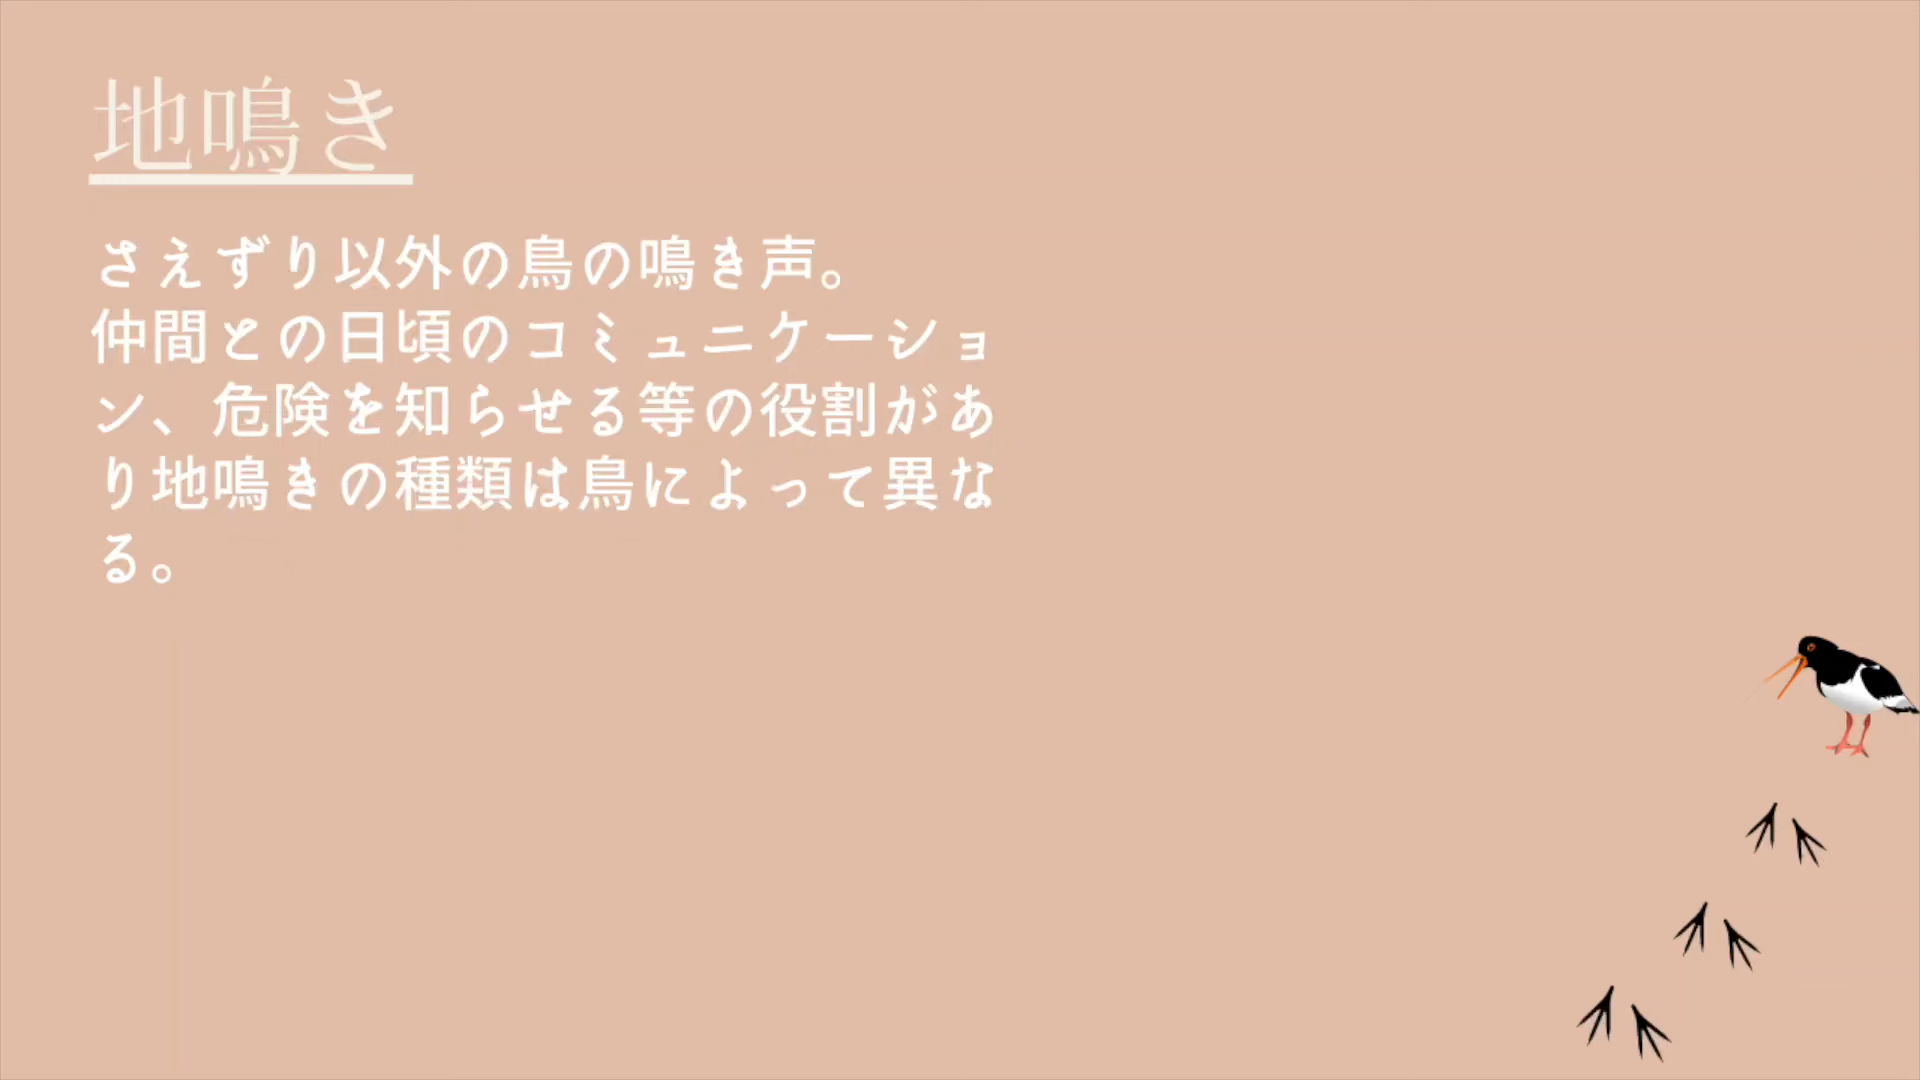 地鳴き
さえずり以外の鳥の鳴き声。
仲間との日頃のコミュニケーショ
ン、危険を知らせる等の役割があ
り地鳴きの種類は鳥によって異な
る。